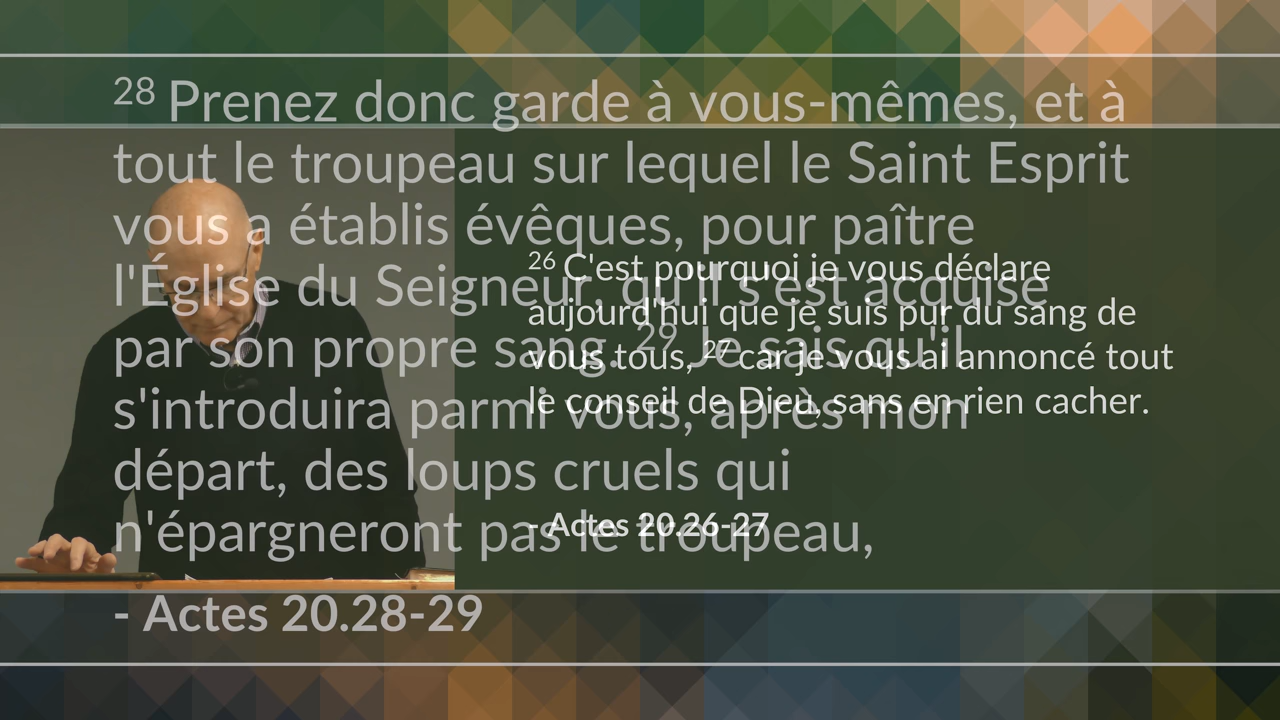 28 Prenez donc garde à vous-mêmes, et à
tout le troupeau sur lequel le Saint Esprit
vous a établis évêques, pour paître
l'Église du Seigneur, qu'il s'est acquise
par son propre sang. 29 Je sais qu'il
s'introduira parmi vous, après mon
départ, des loups cruels qui
n'épargneront pas le troupeau,
- Actes 20.28-29
26 C'est pourquoi je vous déclare
aujourd'hui que je suis pur du sang de
vous tous, 27 car je vous ai annoncé tout
le conseil de Dieu, sans en rien cacher.
- Actes 20.26-27